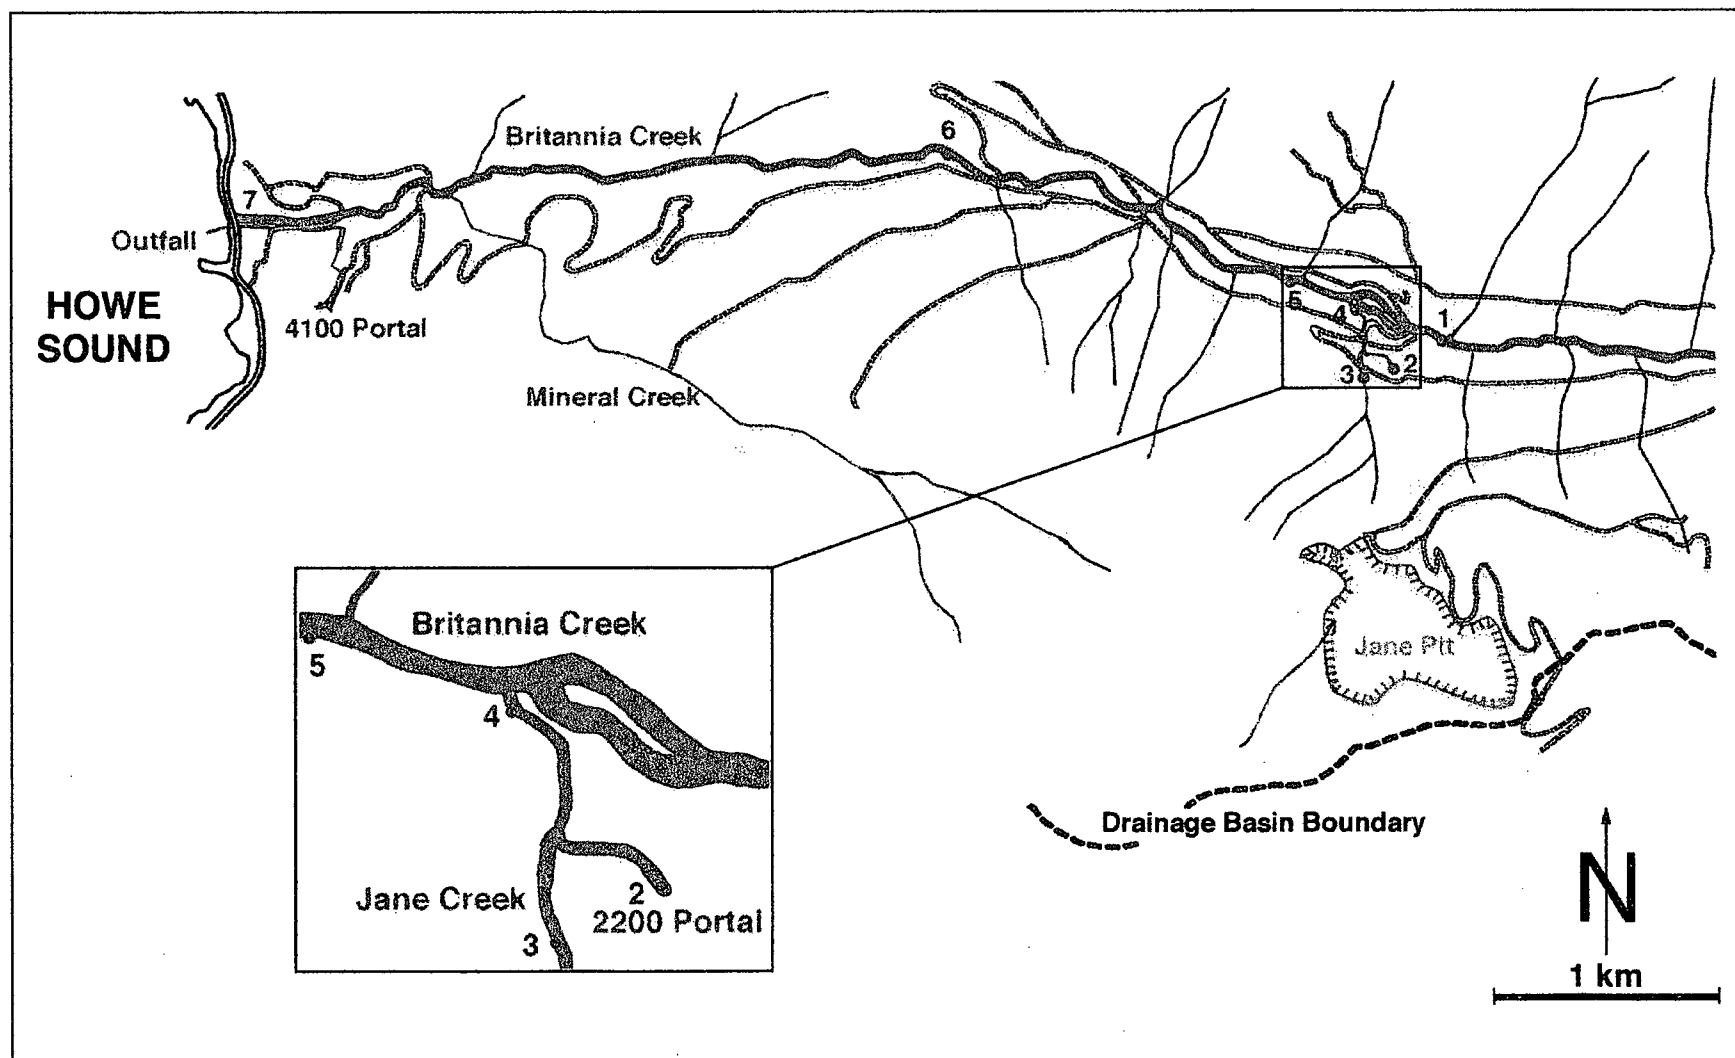 Britannia Creek
6
7
Outfall
HOWE
SOUND
4100 Portal
Mineral Creek
5
4
1
2
3
Britannia Creek
5
4
Jane Creek
2
2200 Portal
3
Jane Pit
Drainage Basin Boundary
N
1 km